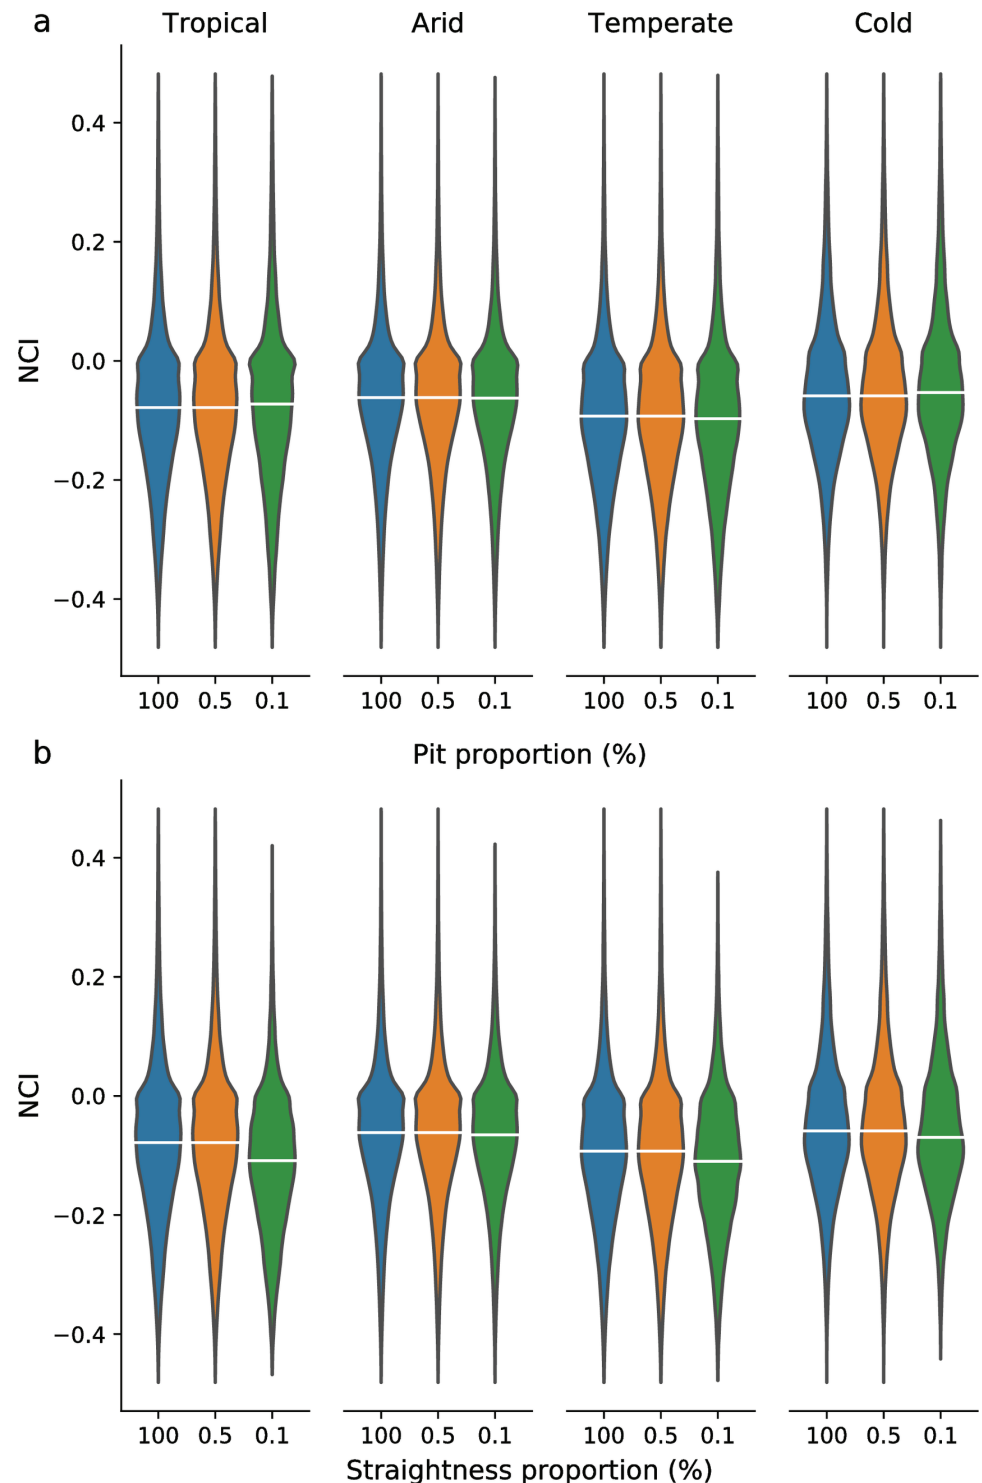 a
Tropical Arid Temperate Cold
NCI
0.4
0.2
0.0
−0.2
−0.4
100 0.5 0.1 100 0.5 0.1 100 0.5 0.1 100 0.5 0.1
Pit proportion (%)
b
NCI
0.4
0.2
0.0
−0.2
−0.4
100 0.5 0.1 100 0.5 0.1 100 0.5 0.1 100 0.5 0.1
Straightness proportion (%)